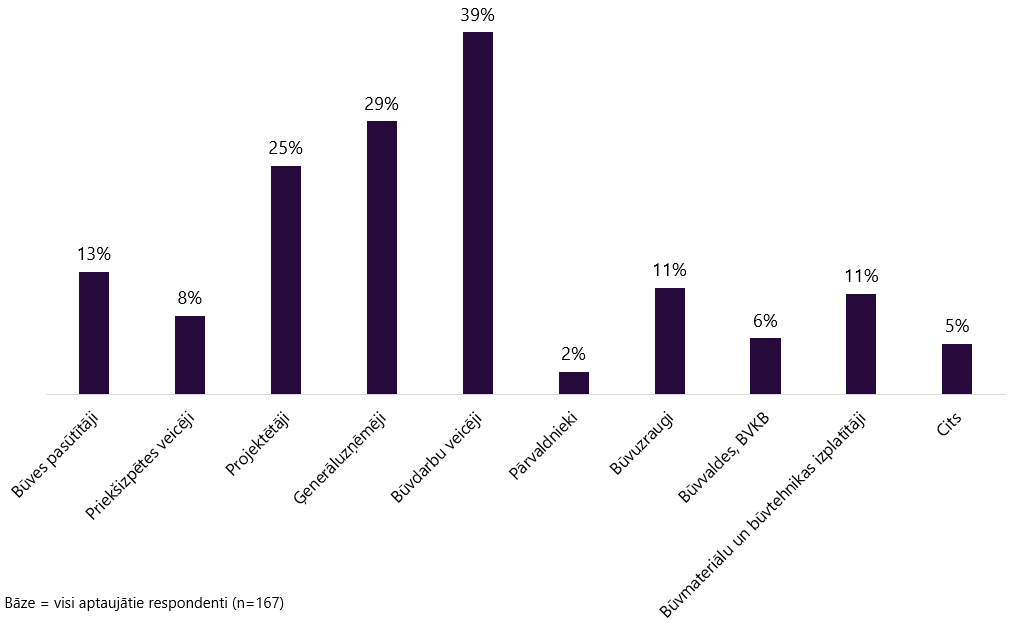 39%
29%
25%
13%
11%
11%
8%
6%
5%
2%
Būves pasūtītāji
Priekšizpētes veicēji
Projektētāji
Ģenerāluzņēmēji
Būvdarbu veicēji
Pārvaldnieki
Būvuzraugi
Būvvaldes, BVKB
Būvmateriālu un būvtehnikas izplatītāji
Cits
Bāze = visi aptaujātie respondenti (n=167)